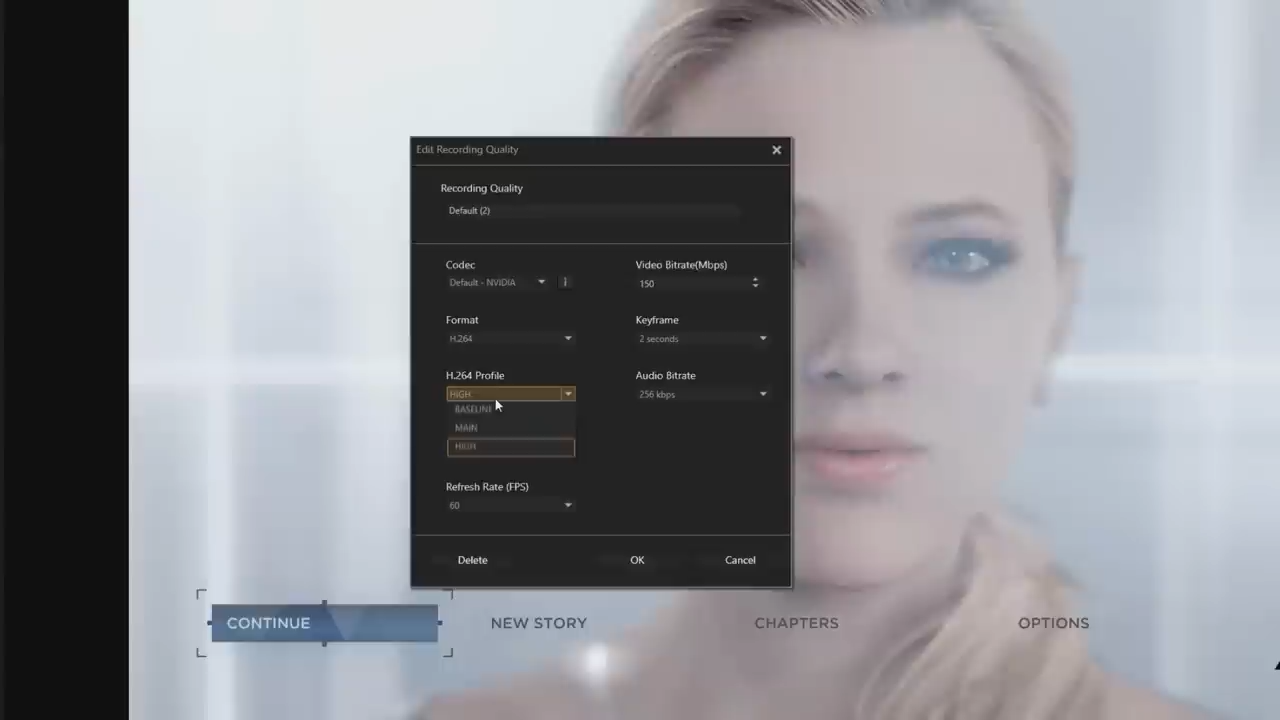 Edit Recording Quality
Recording Quality
Default (2)
Codec
Default - NVIDIA
i
Video Bitrate(Mbps)
150
Format
H.264
Keyframe
2 seconds
H.264 Profile
HIGH
BASELINE
MAIN
HIGH
Audio Bitrate
256 kbps
Refresh Rate (FPS)
60
Delete
OK
Cancel
CONTINUE
NEW STORY
CHAPTERS
OPTIONS